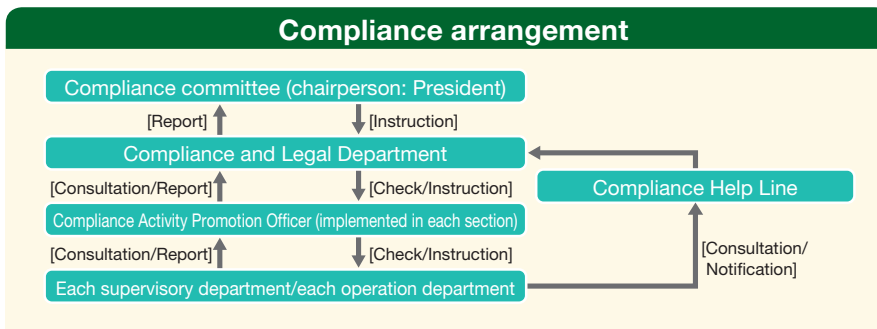 Compliance arrangement
Compliance committee (chairperson: President)
[Report]
[Instruction]
Compliance and Legal Department
[Consultation/Report]
[Check/Instruction]
Compliance Help Line
Compliance Activity Promotion Officer (implemented in each section)
[Consultation/Report]
[Check/Instruction]
[Consultation/
Notification]
Each supervisory department/each operation department